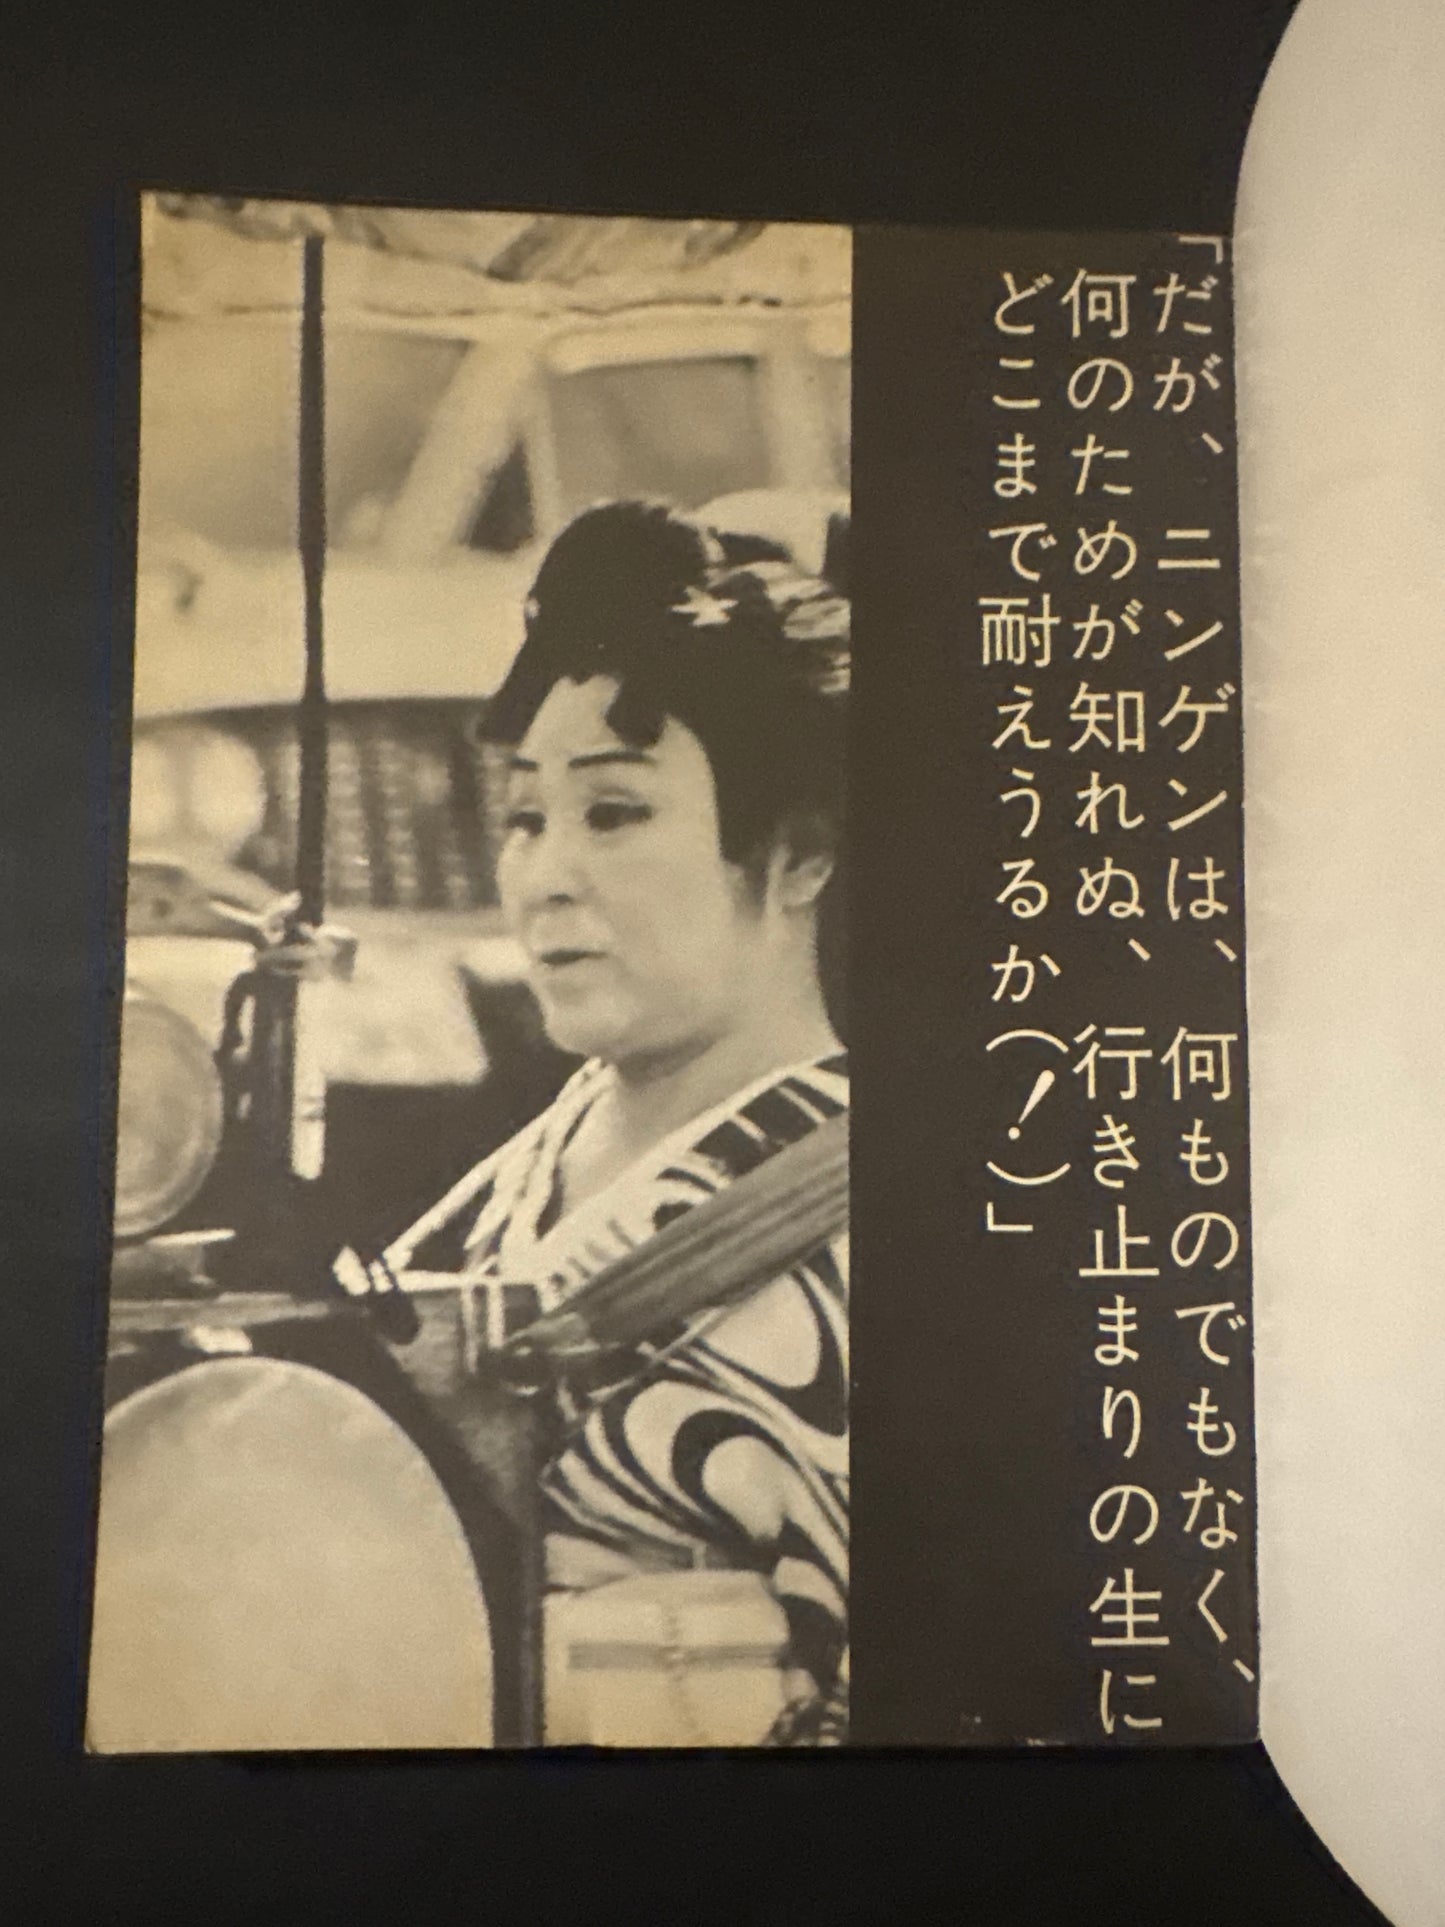 「だが、ニンゲンは、何ものでもなく、
何のためが知れぬ、行き止まりの生に
どこまで耐えうるか(!)」